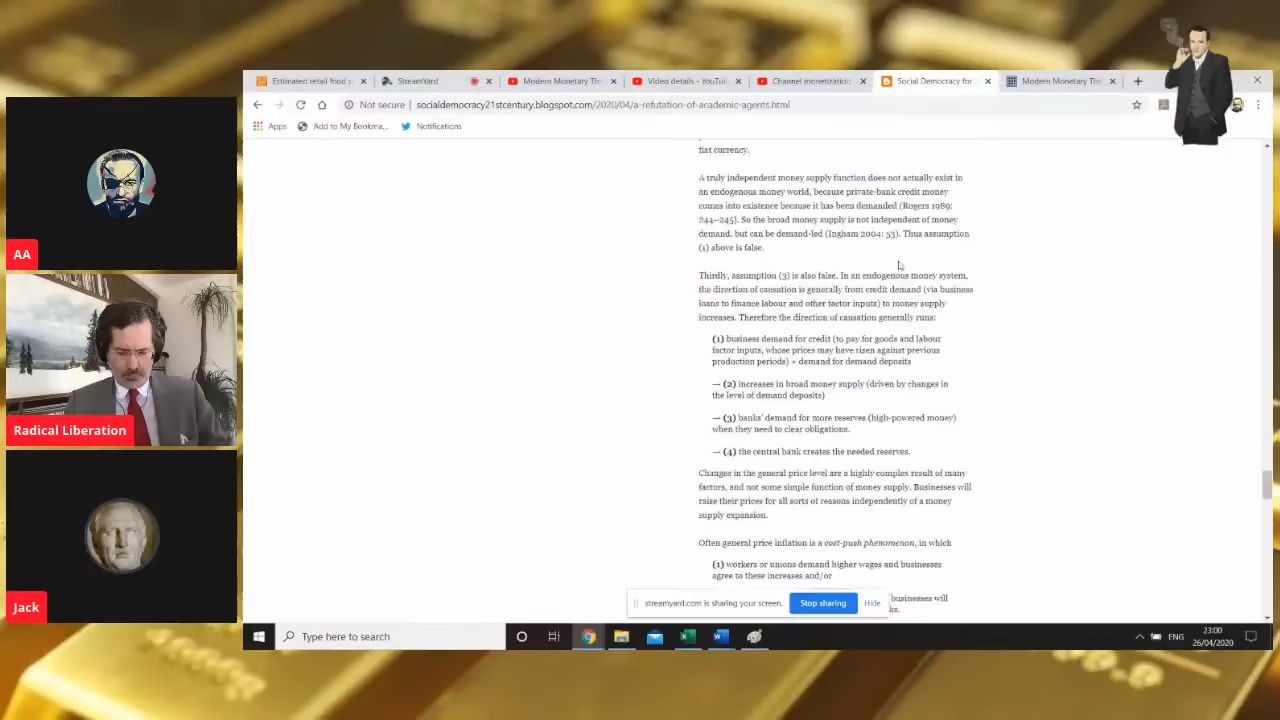 Estimated retail food p
StreamYard
Modern Monetary The
Video details - YouTub
Channel monetization
Social Democracy for
Modern Monetary Th
Not secure | socialdemocracy21stcentury.blogspot.com/2020/04/a-refutation-of-academic-agents.html
Apps
Add to My Bookma...
Notifications
fiat currency.
A truly independent money supply function does not actually exist in
an endogenous money world, because private-bank credit money
comes into existence because it has been demanded (Rogers 1989:
244–245). So the broad money supply is not independent of money
demand, but can be demand-led (Ingham 2004: 53). Thus assumption
(1) above is false.
Thirdly, assumption (3) is also false. In an endogenous money system,
the direction of causation is generally from credit demand (via business
loans to finance labour and other factor inputs) to money supply
increases. Therefore the direction of causation generally runs:
(1) business demand for credit (to pay for goods and labour
factor inputs, whose prices may have risen against previous
production periods) + demand for demand deposits
→ (2) increases in broad money supply (driven by changes in
the level of demand deposits)
→ (3) banks' demand for more reserves (high-powered money)
when they need to clear obligations.
→ (4) the central bank creates the needed reserves.
Changes in the general price level are a highly complex result of many
factors, and not some simple function of money supply. Businesses will
raise their prices for all sorts of reasons independently of a money
supply expansion.
Often general price inflation is a cost-push phenomenon, in which
(1) workers or unions demand higher wages and businesses
agree to these increases and/or
businesses will
streamyard.com is sharing your screen.
Stop sharing
Hide
Type here to search
ENG
23:00
26/04/2020
AA
Radical Liberation
Jack